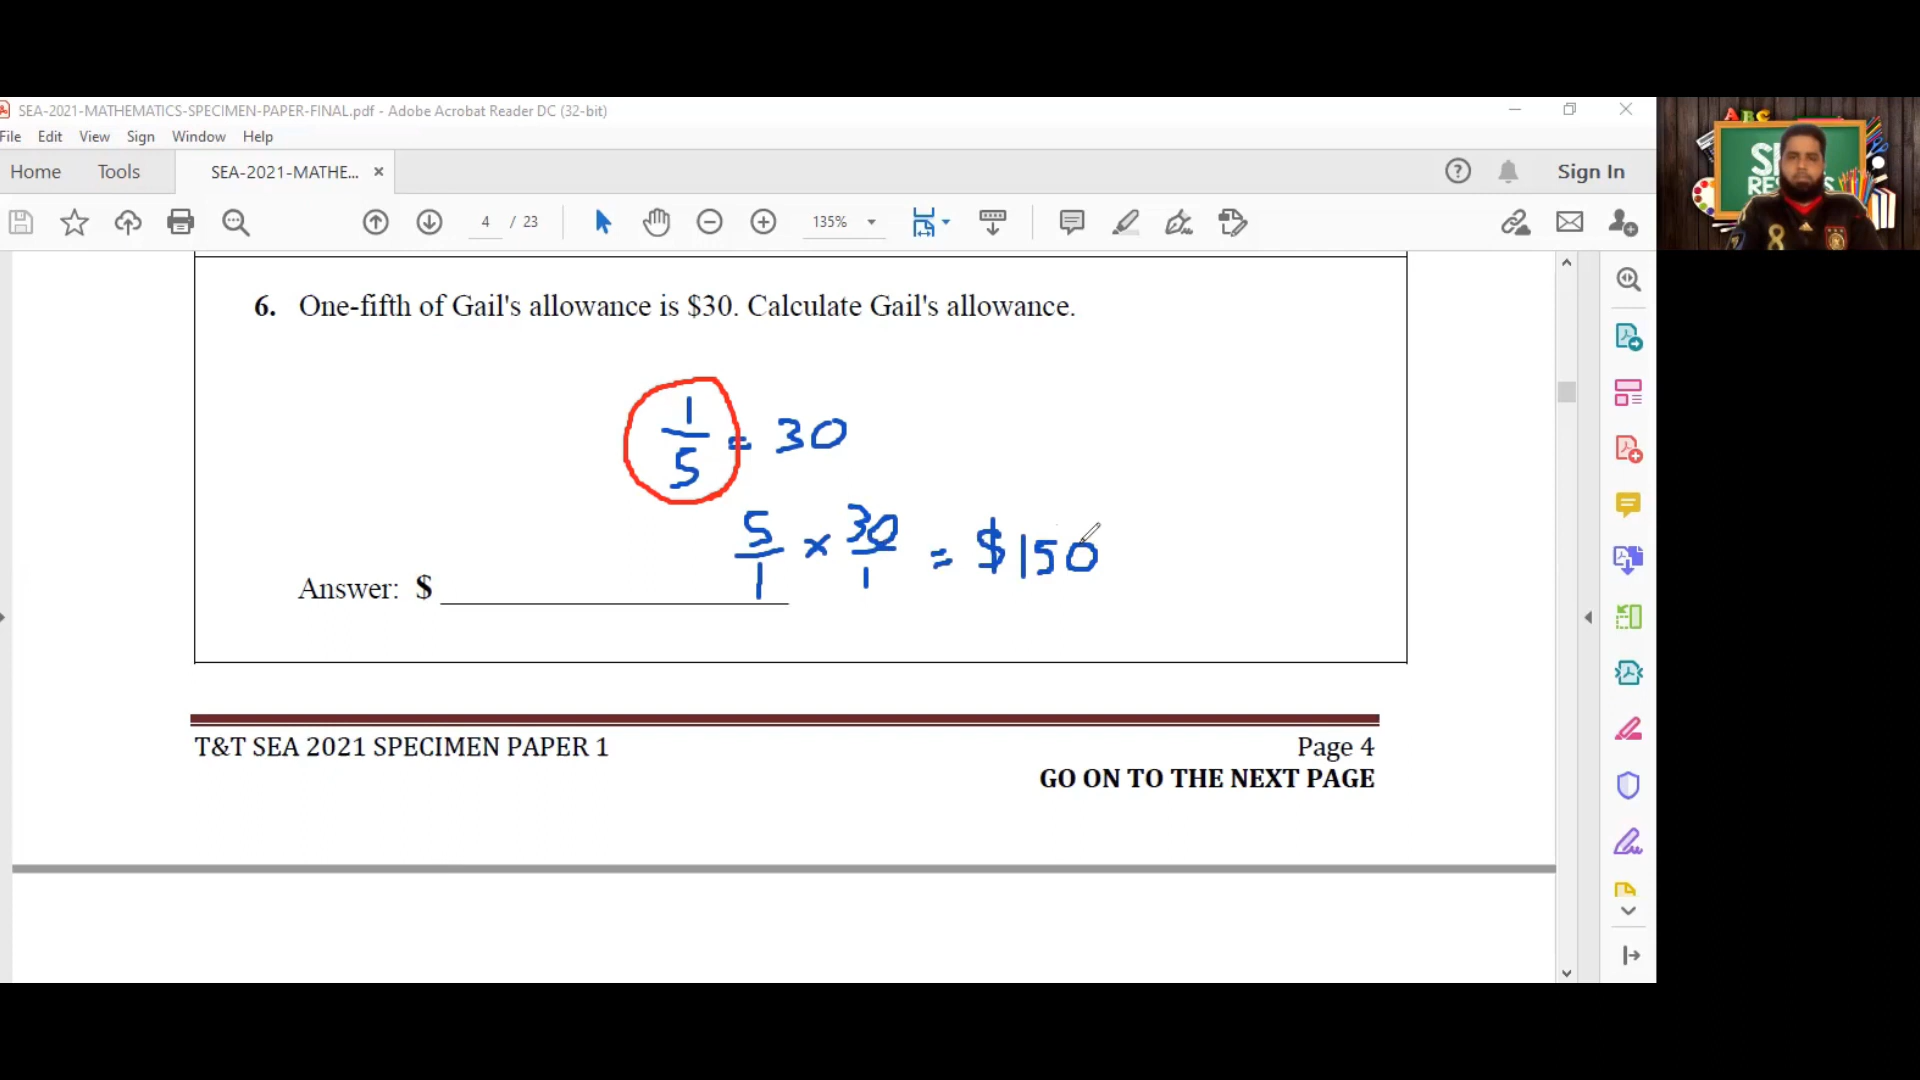 SEA-2021-MATHEMATICS-SPECIMEN-PAPER-FINAL.pdf - Adobe Acrobat Reader DC (32-bit)
File Edit View Sign Window Help
Home Tools SEA-2021-MATHE... × Sign In
4 / 23 135%
ABC
8
6. One-fifth of Gail's allowance is $30. Calculate Gail's allowance.
1/5 = 30
5/1 × 30/1 = $150
Answer: $ ____________________
T&T SEA 2021 SPECIMEN PAPER 1 Page 4
GO ON TO THE NEXT PAGE